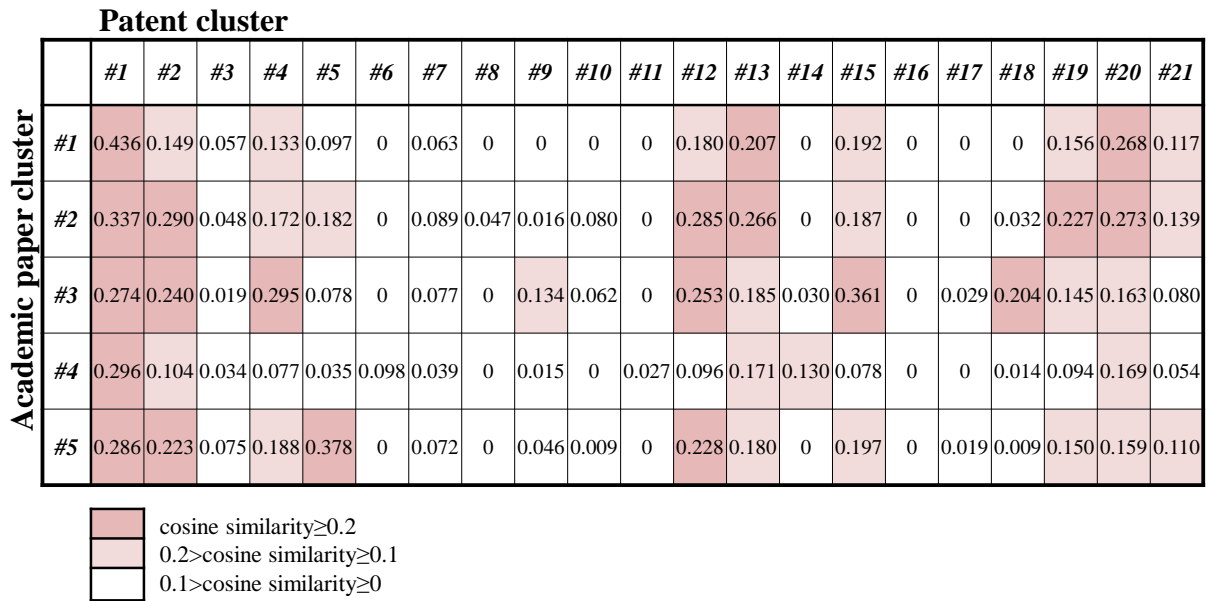 Patent cluster
#1 #2 #3 #4 #5 #6 #7 #8 #9 #10 #11 #12 #13 #14 #15 #16 #17 #18 #19 #20 #21
Academic paper cluster
#1 0.436 0.149 0.057 0.133 0.097 0 0.063 0 0 0 0 0.180 0.207 0 0.192 0 0 0 0.156 0.268 0.117
#2 0.337 0.290 0.048 0.172 0.182 0 0.089 0.047 0.016 0.080 0 0.285 0.266 0 0.187 0 0 0.032 0.227 0.273 0.139
#3 0.274 0.240 0.019 0.295 0.078 0 0.077 0 0.134 0.062 0 0.253 0.185 0.030 0.361 0 0.029 0.204 0.145 0.163 0.080
#4 0.296 0.104 0.034 0.077 0.035 0.098 0.039 0 0.015 0 0.027 0.096 0.171 0.130 0.078 0 0 0.014 0.094 0.169 0.054
#5 0.286 0.223 0.075 0.188 0.378 0 0.072 0 0.046 0.009 0 0.228 0.180 0 0.197 0 0.019 0.009 0.150 0.159 0.110
cosine similarity≥0.2
0.2>cosine similarity≥0.1
0.1>cosine similarity≥0